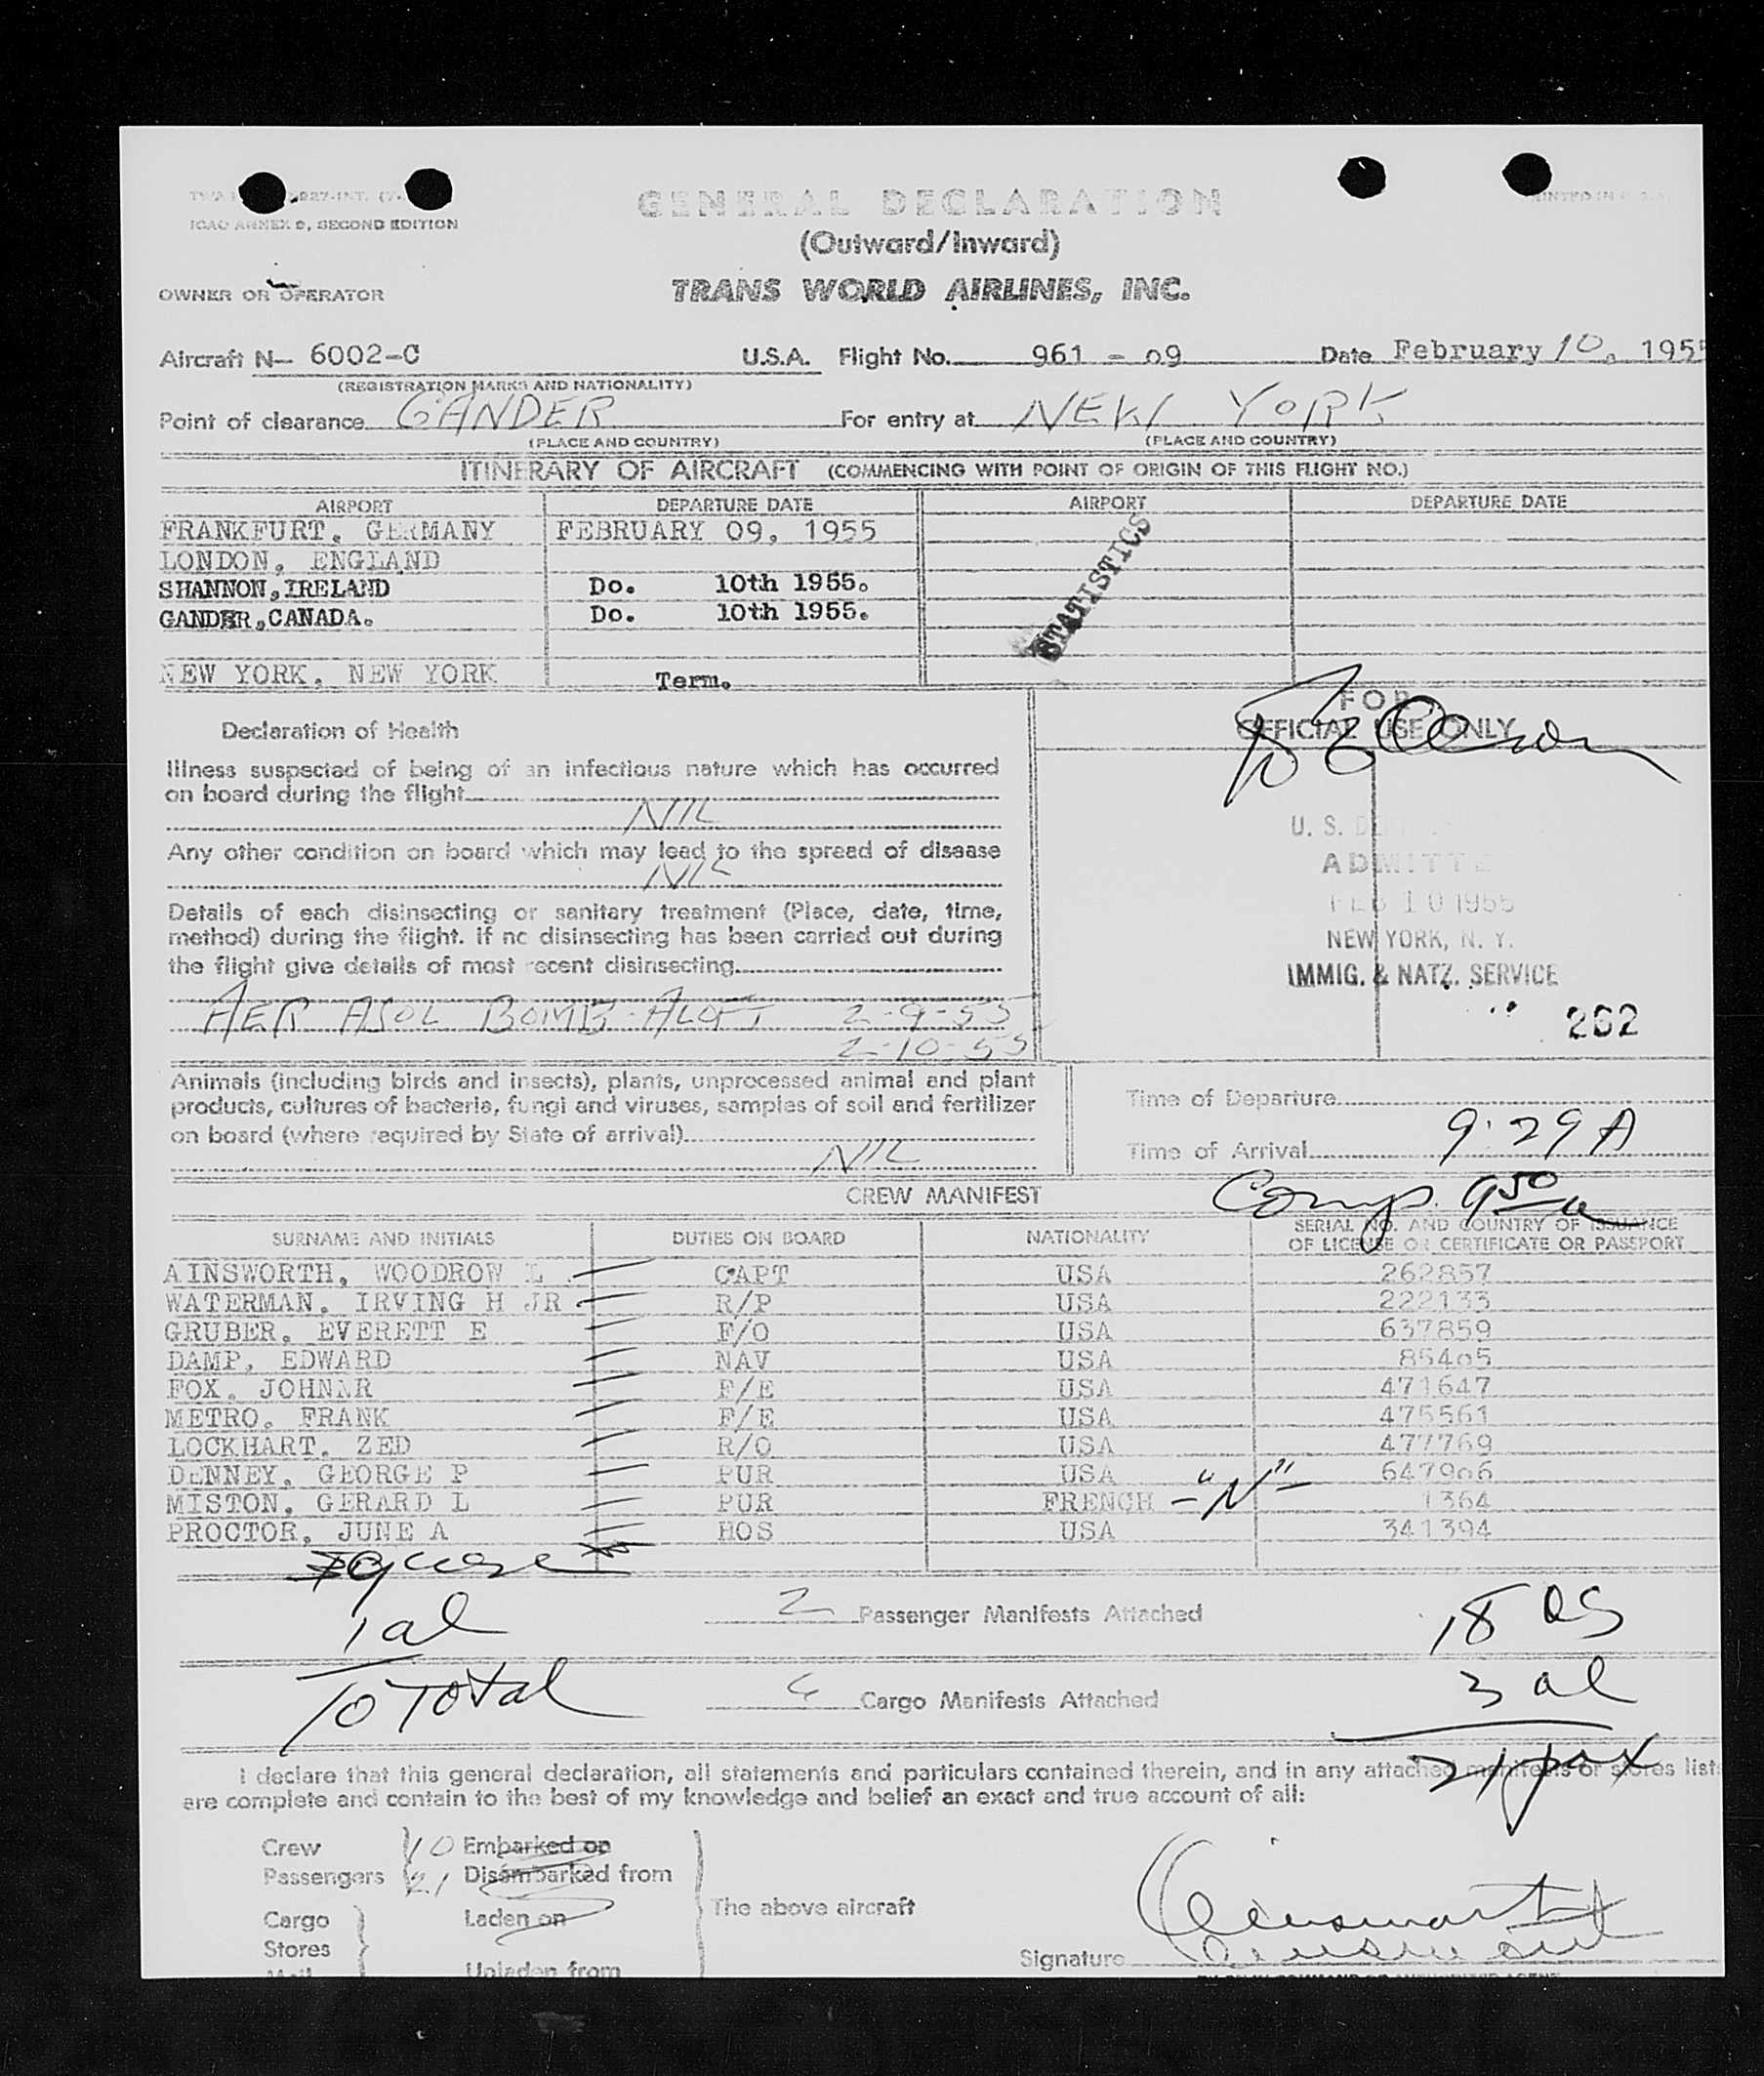 ICAO ANNEX 9, SECOND EDITION
GENERAL DECLARATION
(Outward/Inward)
OWNER OR OPERATOR
TRANS WORLD AIRLINES, INC.
Aircraft N— 6002-C U.S.A. Flight No. 961 - 09 Date February 10, 195
(REGISTRATION MARKS AND NATIONALITY)
Point of clearance GANDER For entry at NEW YORK
(PLACE AND COUNTRY) (PLACE AND COUNTRY)
ITINERARY OF AIRCRAFT (COMMENCING WITH POINT OF ORIGIN OF THIS FLIGHT NO.)
AIRPORT DEPARTURE DATE AIRPORT DEPARTURE DATE
FRANKFURT, GERMANY FEBRUARY 09, 1955
LONDON, ENGLAND
SHANNON, IRELAND Do. 10th 1955.
GANDER, CANADA. Do. 10th 1955.
STATISTICS
NEW YORK, NEW YORK Term.
FOR
OFFICIAL USE ONLY
Declaration of Health
Illness suspected of being of an infectious nature which has occurred
on board during the flight
NIL
Any other condition on board which may lead to the spread of disease
NIL
Details of each disinsecting or sanitary treatment (Place, date, time,
method) during the flight. If no disinsecting has been carried out during
the flight give details of most recent disinsecting
AER ASOL BOMB-ALOFT 2-9-55
2-10-55
U. S.
ADMITTE
FEB 10 1955
NEW YORK, N. Y.
IMMIG. & NATZ. SERVICE
262
Animals (including birds and insects), plants, unprocessed animal and plant
products, cultures of bacteria, fungi and viruses, samples of soil and fertilizer
on board (where required by State of arrival)
NIL
Time of Departure
Time of Arrival 9:29 A
Comp. 9 50 a
CREW MANIFEST
SURNAME AND INITIALS DUTIES ON BOARD NATIONALITY SERIAL NO. AND COUNTRY OF ISSUANCE
OF LICENSE OR CERTIFICATE OR PASSPORT
AINSWORTH, WOODROW L CAPT USA 262857
WATERMAN, IRVING H JR R/P USA 222133
GRUBER, EVERETT E F/O USA 637859
DAMP, EDWARD NAV USA 85405
FOX, JOHN R F/E USA 471647
METRO, FRANK F/E USA 475561
LOCKHART, ZED R/O USA 477769
DENNEY, GEORGE P PUR USA 647906
MISTON, GERARD L PUR FRENCH - "N" - 1364
PROCTOR, JUNE A HOS USA 341394
1 al
10 Total
2 Passenger Manifests Attached
18 US
Cargo Manifests Attached
3 al
21 pax
I declare that this general declaration, all statements and particulars contained therein, and in any attached manifests or stores list
are complete and contain to the best of my knowledge and belief an exact and true account of all:
Crew 10 Embarked on
Passengers 21 Disembarked from
The above aircraft
Cargo Laden on
Stores
Mail Unladen from
Signature Ainsworth